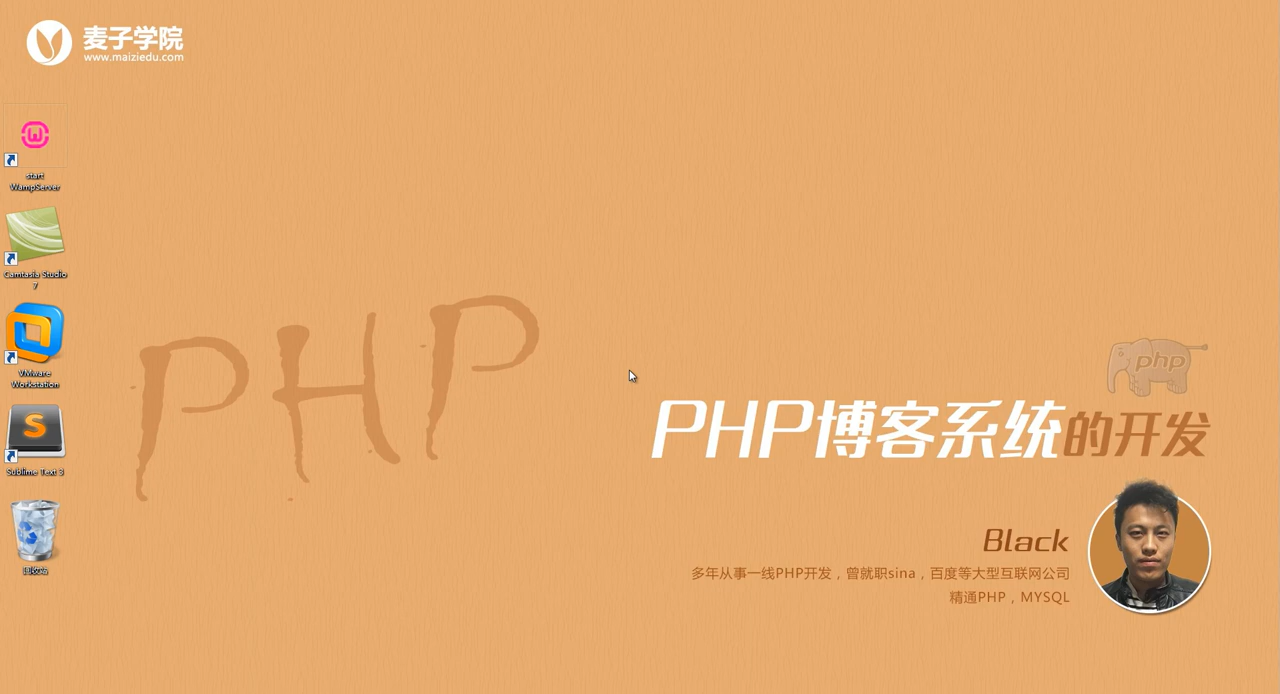 麦子学院
www.maiziedu.com
start
WampServer
Camtasia Studio
7
VMware
Workstation
Sublime Text 3
回收站
PHP
php
PHP博客系统的开发
Black
多年从事一线PHP开发，曾就职sina，百度等大型互联网公司
精通PHP，MYSQL